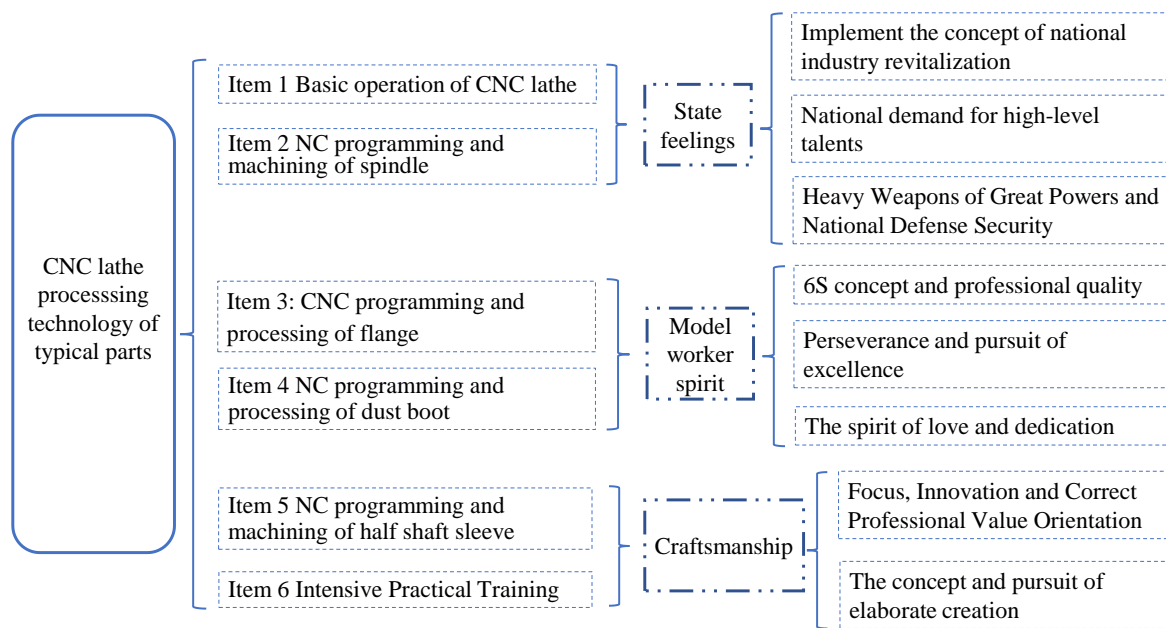 CNC lathe
processsing
technology of
typical parts
Item 1 Basic operation of CNC lathe
Item 2 NC programming and
machining of spindle
Item 3: CNC programming and
processing of flange
Item 4 NC programming and
processing of dust boot
Item 5 NC programming and
machining of half shaft sleeve
Item 6 Intensive Practical Training
State
feelings
Model
worker
spirit
Craftsmanship
Implement the concept of national
industry revitalization
National demand for high-level
talents
Heavy Weapons of Great Powers and
National Defense Security
6S concept and professional quality
Perseverance and pursuit of
excellence
The spirit of love and dedication
Focus, Innovation and Correct
Professional Value Orientation
The concept and pursuit of
elaborate creation